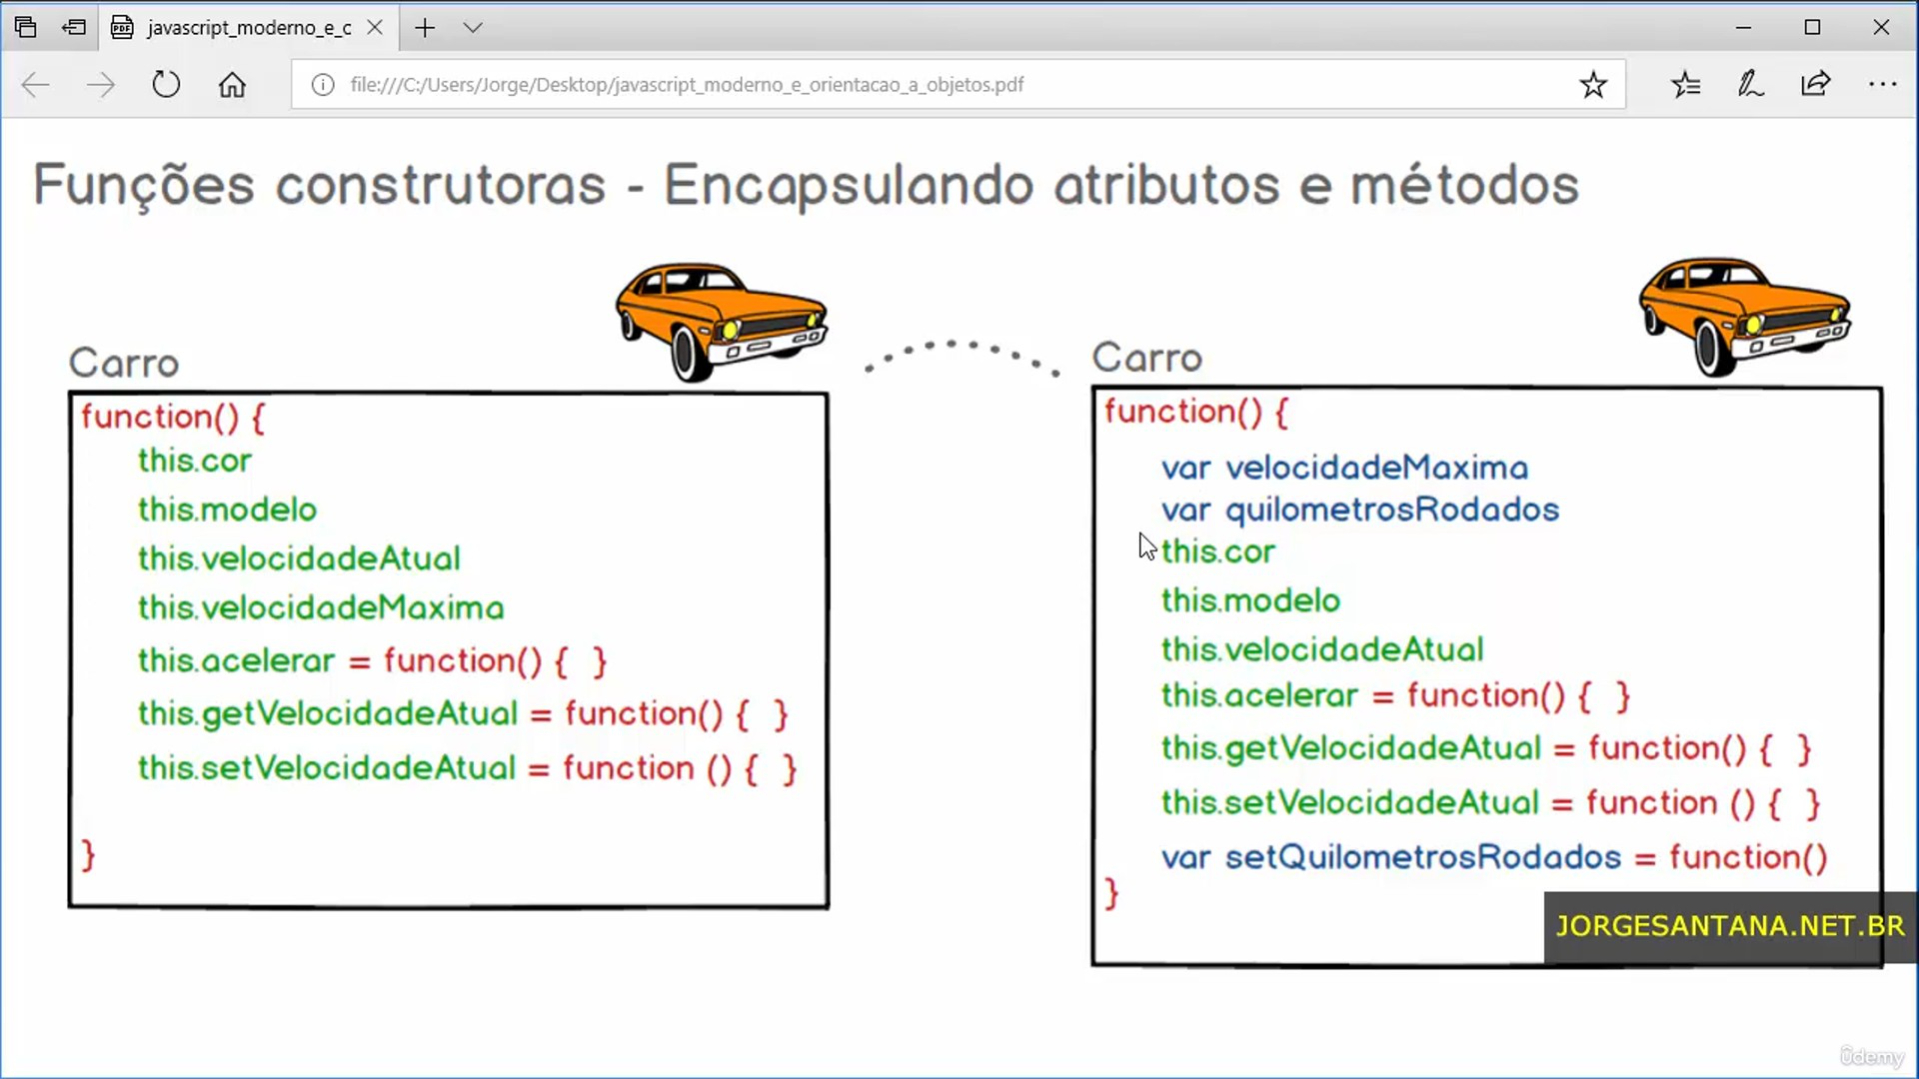 javascript_moderno_e_c
file:///C:/Users/Jorge/Desktop/javascript_moderno_e_orientacao_a_objetos.pdf
Funções construtoras - Encapsulando atributos e métodos
Carro
function() {
this.cor
this.modelo
this.velocidadeAtual
this.velocidadeMaxima
this.acelerar = function() { }
this.getVelocidadeAtual = function() { }
this.setVelocidadeAtual = function () { }
}
Carro
function() {
var velocidadeMaxima
var quilometrosRodados
this.cor
this.modelo
this.velocidadeAtual
this.acelerar = function() { }
this.getVelocidadeAtual = function() { }
this.setVelocidadeAtual = function () { }
var setQuilometrosRodados = function()
}
JORGESANTANA.NET.BR
ûdemy